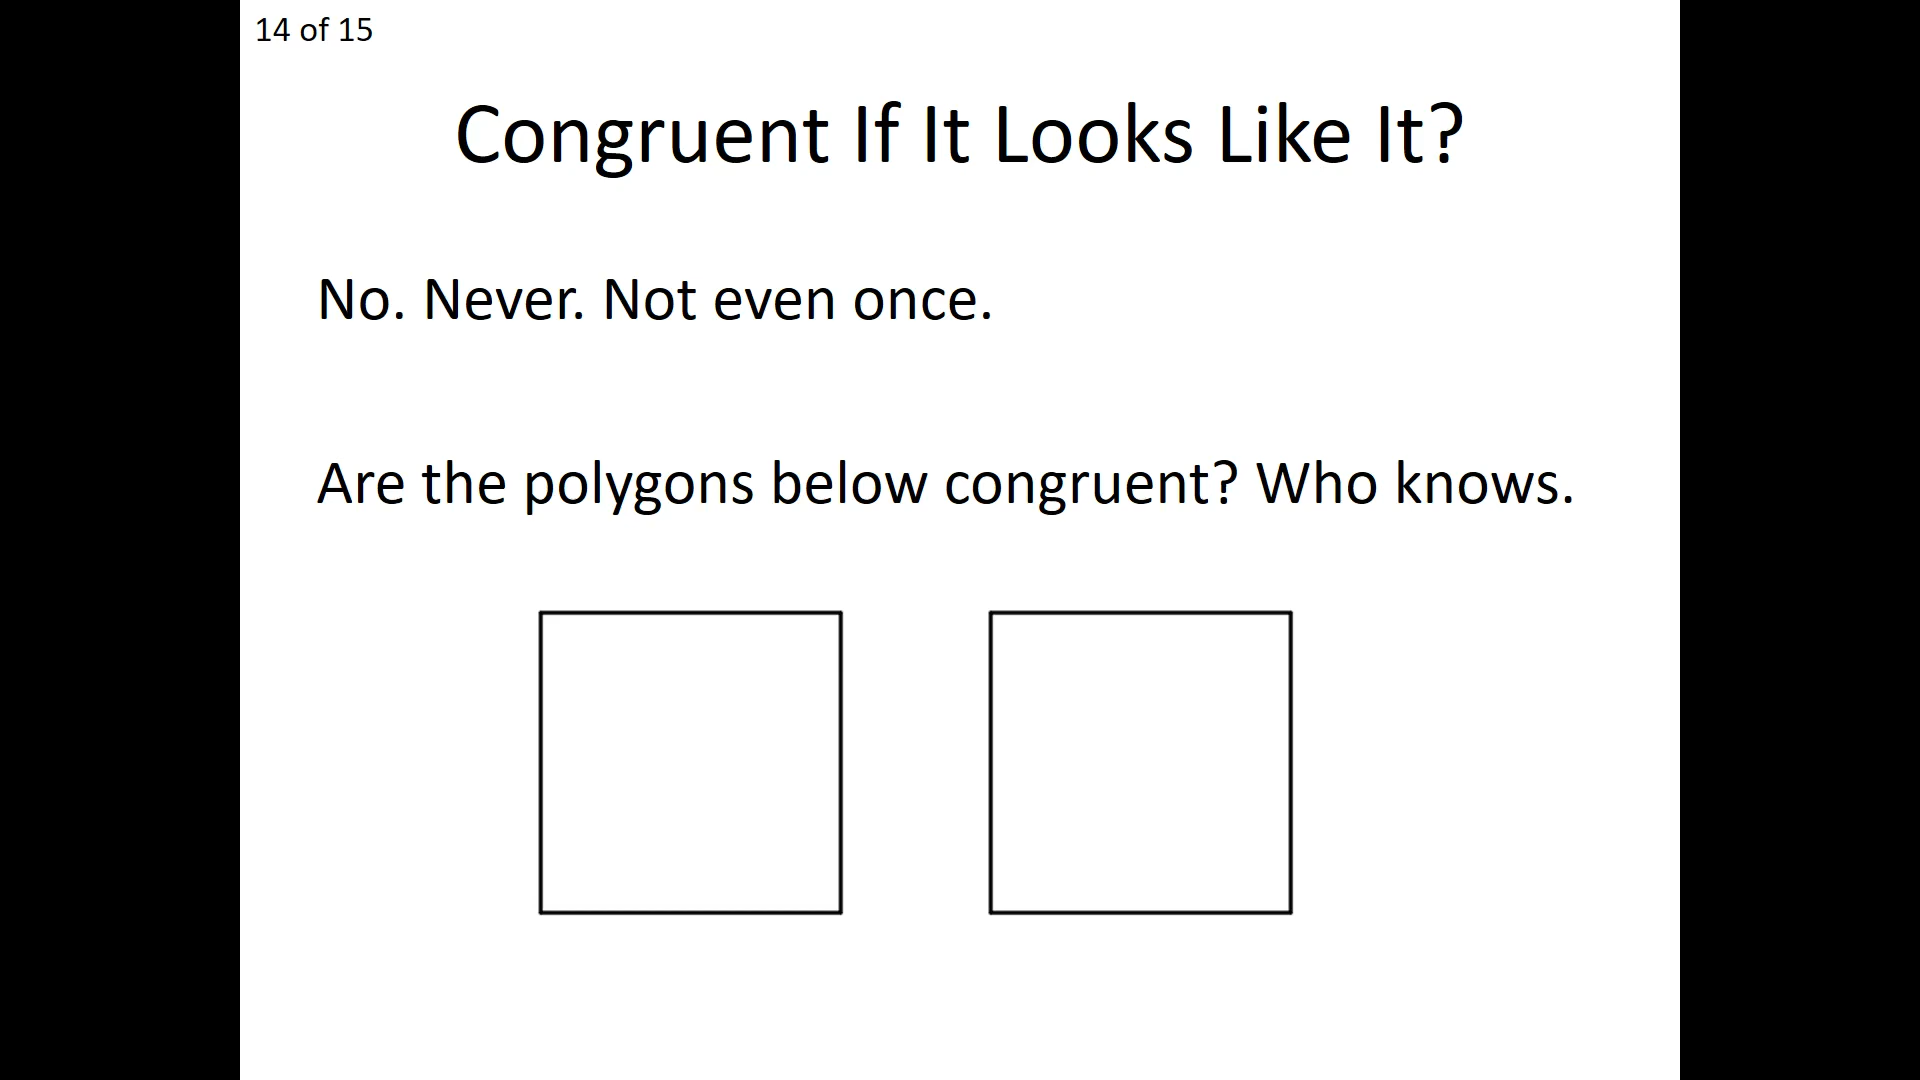 14 of 15
Congruent If It Looks Like It?
No. Never. Not even once.
Are the polygons below congruent? Who knows.